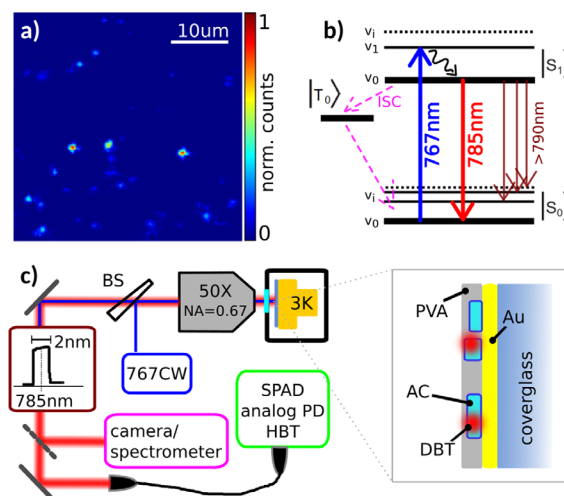 a)
10um
1
0
norm. counts
b)
vi
v1
v0
|S1⟩
|T0⟩
ISC
767nm
785nm
>790nm
vi
v0
|S0⟩
c)
BS
50X
NA=0.67
3K
2nm
785nm
767CW
camera/
spectrometer
SPAD
analog PD
HBT
PVA
Au
AC
DBT
coverglass